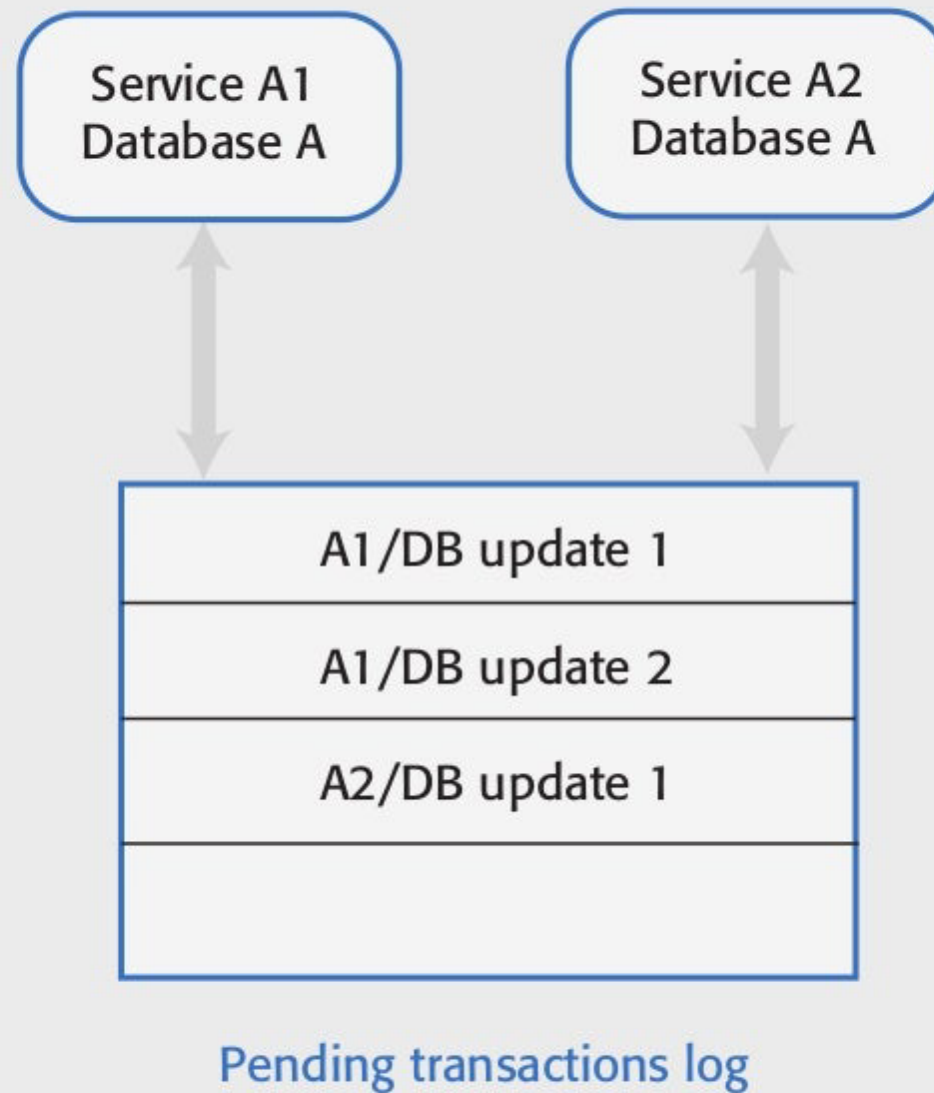 Service A1
Database A
Service A2
Database A
A1/DB update 1
A1/DB update 2
A2/DB update 1
Pending transactions log